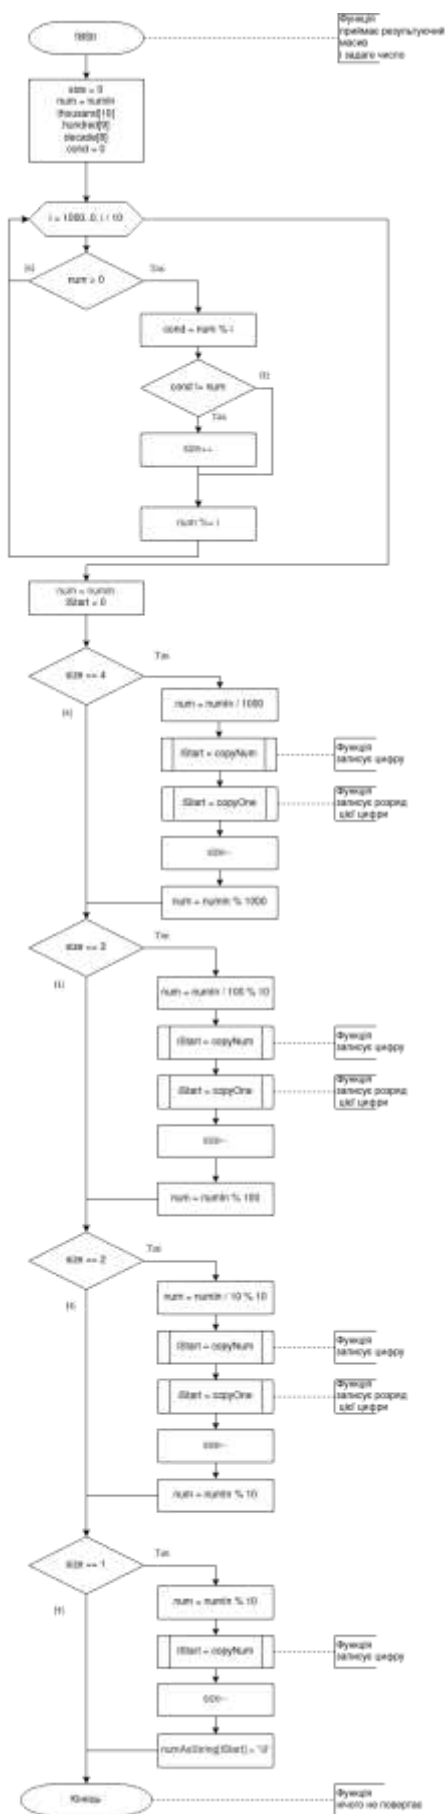 Функція
приймає результуючий
масив
і задане число
size = 0
num = numIn
thousand[10]
hundred[9]
decade[8]
cond = 0
i = 1000, 0, i / 10
Ні
Так
num > 0
cond = num % i
Ні
cond != num
Так
size++
num %= i
num = numIn
iStart = 0
Так
size == 4
Ні
num = numIn / 1000
iStart = copyNum
Функція
записує цифру
iStart = copyOne
Функція
записує розряд
цієї цифри
size--
num = numIn % 1000
Так
size == 3
Ні
num = numIn / 100 % 10
iStart = copyNum
Функція
записує цифру
iStart = copyOne
Функція
записує розряд
цієї цифри
size--
num = numIn % 100
Так
size == 2
Ні
num = numIn / 10 % 10
iStart = copyNum
Функція
записує цифру
iStart = copyOne
Функція
записує розряд
цієї цифри
size--
num = numIn % 10
Так
size == 1
Ні
num = numIn % 10
iStart = copyNum
Функція
записує цифру
size--
numAsString[iStart] = '\0'
Кінець
Функція
нічого не повертає